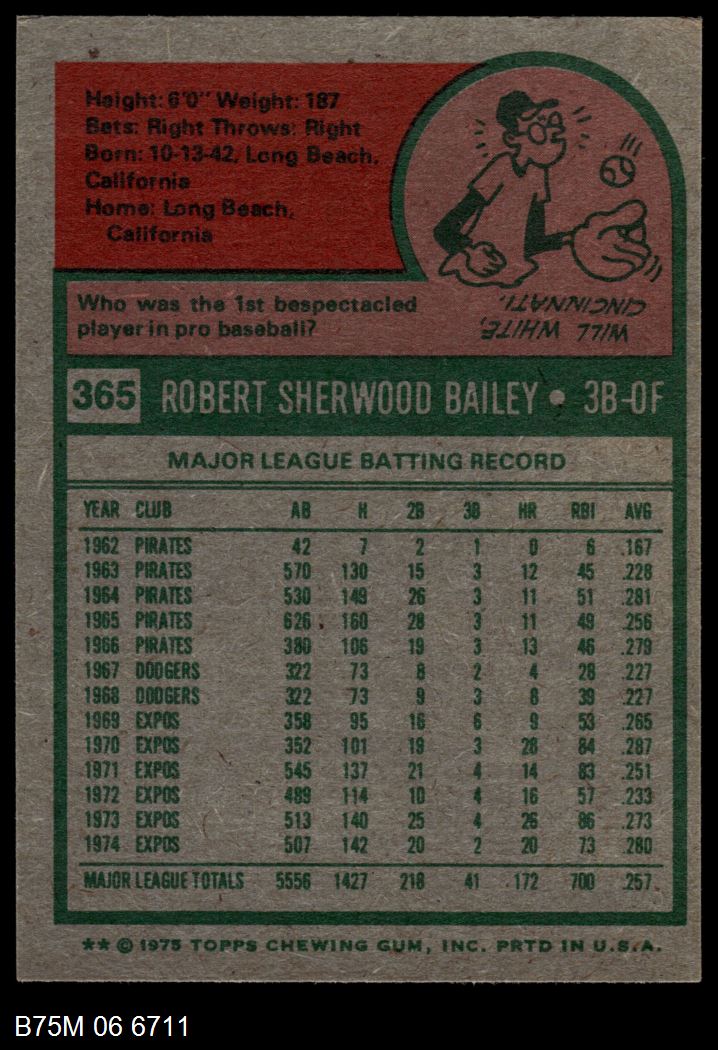 Height: 6'0" Weight: 187
Bats: Right Throws: Right
Born: 10-13-42, Long Beach,
California
Home: Long Beach,
California
Who was the 1st bespectacled
player in pro baseball?
WILL WHITE,
CINCINNATI.
365 ROBERT SHERWOOD BAILEY • 3B-OF
MAJOR LEAGUE BATTING RECORD
YEAR CLUB AB H 2B 3B HR RBI AVG
1962 PIRATES 42 7 2 1 0 6 .167
1963 PIRATES 570 130 15 3 12 45 .228
1964 PIRATES 530 149 26 3 11 51 .281
1965 PIRATES 626 160 28 3 11 49 .256
1966 PIRATES 380 106 19 3 13 46 .279
1967 DODGERS 322 73 8 2 4 28 .227
1968 DODGERS 322 73 9 3 8 39 .227
1969 EXPOS 358 95 16 6 9 53 .265
1970 EXPOS 352 101 19 3 28 84 .287
1971 EXPOS 545 137 21 4 14 83 .251
1972 EXPOS 489 114 10 4 16 57 .233
1973 EXPOS 513 140 25 4 26 86 .273
1974 EXPOS 507 142 20 2 20 73 .280
MAJOR LEAGUE TOTALS 5556 1427 218 41 172 700 .257
** © 1975 TOPPS CHEWING GUM, INC. PRTD IN U.S.A.
B75M 06 6711